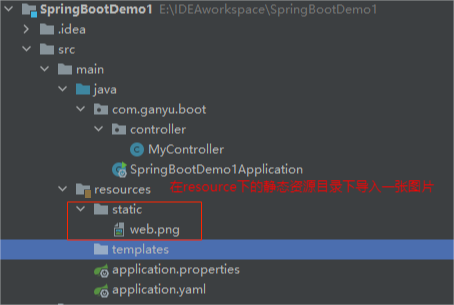 SpringBootDemo1 E:\IDEAworkspace\SpringBootDemo1
.idea
src
main
java
com.ganyu.boot
controller
MyController
SpringBootDemo1Application
resources 在resource下的静态资源目录下导入一张图片
static
web.png
templates
application.properties
application.yaml